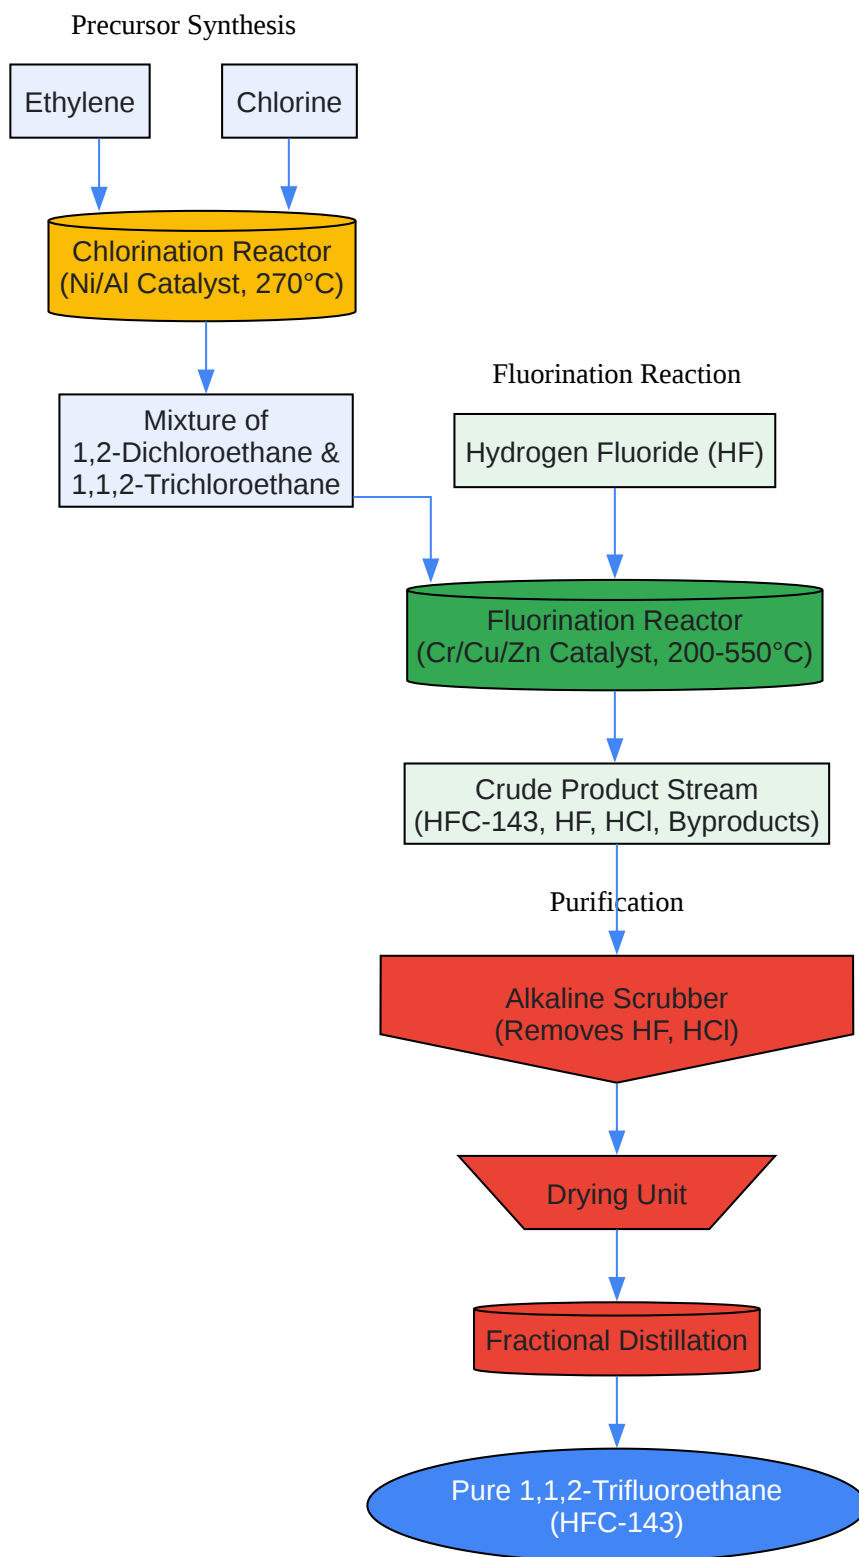 Precursor Synthesis
Ethylene
Chlorine
Chlorination Reactor
(Ni/Al Catalyst, 270°C)
Mixture of
1,2-Dichloroethane &
1,1,2-Trichloroethane
Fluorination Reaction
Hydrogen Fluoride (HF)
Fluorination Reactor
(Cr/Cu/Zn Catalyst, 200-550°C)
Crude Product Stream
(HFC-143, HF, HCl, Byproducts)
Purification
Alkaline Scrubber
(Removes HF, HCl)
Drying Unit
Fractional Distillation
Pure 1,1,2-Trifluoroethane
(HFC-143)